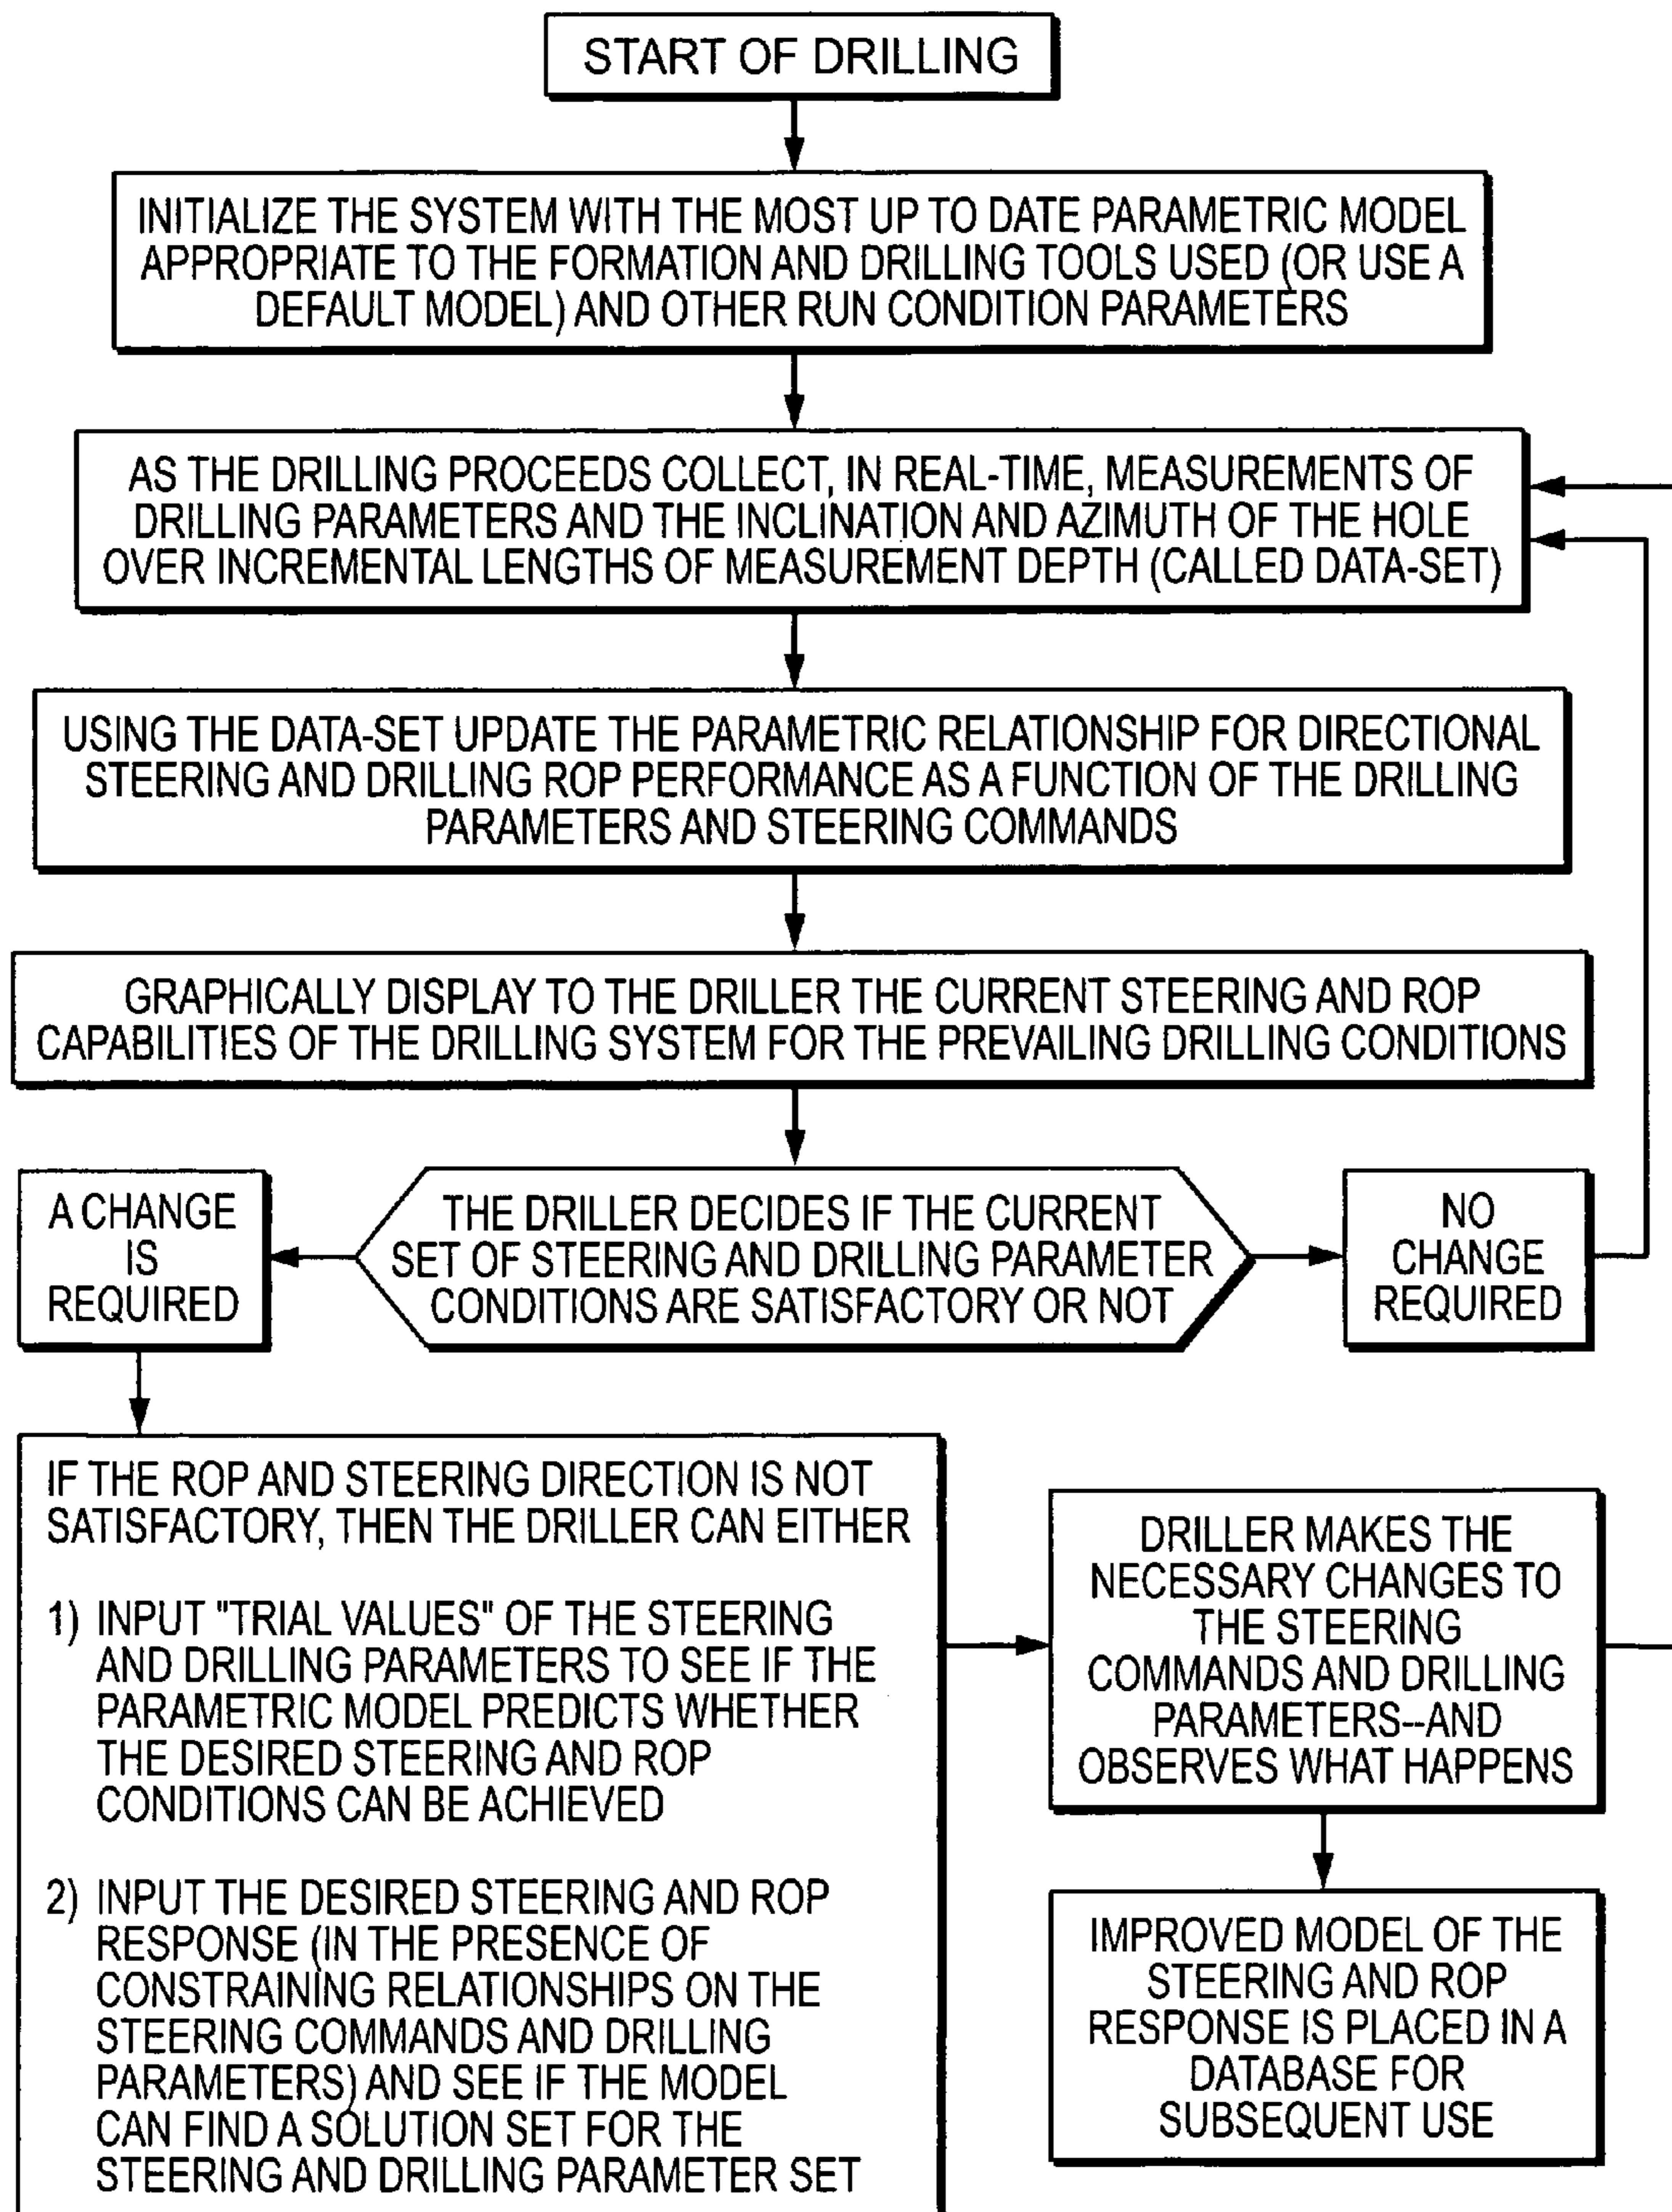 START OF DRILLING
INITIALIZE THE SYSTEM WITH THE MOST UP TO DATE PARAMETRIC MODEL
APPROPRIATE TO THE FORMATION AND DRILLING TOOLS USED (OR USE A
DEFAULT MODEL) AND OTHER RUN CONDITION PARAMETERS
AS THE DRILLING PROCEEDS COLLECT, IN REAL-TIME, MEASUREMENTS OF
DRILLING PARAMETERS AND THE INCLINATION AND AZIMUTH OF THE HOLE
OVER INCREMENTAL LENGTHS OF MEASUREMENT DEPTH (CALLED DATA-SET)
USING THE DATA-SET UPDATE THE PARAMETRIC RELATIONSHIP FOR DIRECTIONAL
STEERING AND DRILLING ROP PERFORMANCE AS A FUNCTION OF THE DRILLING
PARAMETERS AND STEERING COMMANDS
GRAPHICALLY DISPLAY TO THE DRILLER THE CURRENT STEERING AND ROP
CAPABILITIES OF THE DRILLING SYSTEM FOR THE PREVAILING DRILLING CONDITIONS
A CHANGE
IS
REQUIRED
THE DRILLER DECIDES IF THE CURRENT
SET OF STEERING AND DRILLING PARAMETER
CONDITIONS ARE SATISFACTORY OR NOT
NO
CHANGE
REQUIRED
IF THE ROP AND STEERING DIRECTION IS NOT
SATISFACTORY, THEN THE DRILLER CAN EITHER
1) INPUT "TRIAL VALUES" OF THE STEERING
AND DRILLING PARAMETERS TO SEE IF THE
PARAMETRIC MODEL PREDICTS WHETHER
THE DESIRED STEERING AND ROP
CONDITIONS CAN BE ACHIEVED
2) INPUT THE DESIRED STEERING AND ROP
RESPONSE (IN THE PRESENCE OF
CONSTRAINING RELATIONSHIPS ON THE
STEERING COMMANDS AND DRILLING
PARAMETERS) AND SEE IF THE MODEL
CAN FIND A SOLUTION SET FOR THE
STEERING AND DRILLING PARAMETER SET
DRILLER MAKES THE
NECESSARY CHANGES TO
THE STEERING
COMMANDS AND DRILLING
PARAMETERS--AND
OBSERVES WHAT HAPPENS
IMPROVED MODEL OF THE
STEERING AND ROP
RESPONSE IS PLACED IN A
DATABASE FOR
SUBSEQUENT USE